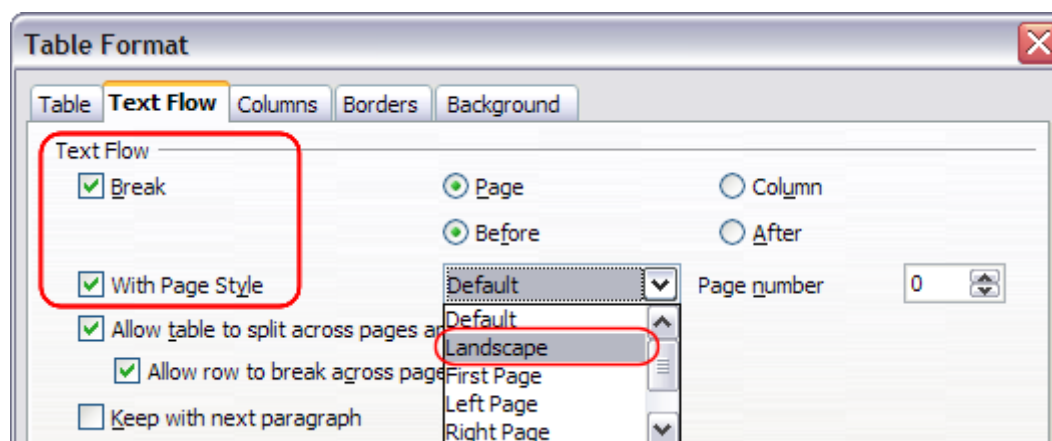 Table Format
Table Text Flow Columns Borders Background
Text Flow
Break Page Column
Before After
With Page Style Default Page number 0
Default
Allow table to split across pages
Landscape
Allow row to break across
First Page
Left Page
Keep with next paragraph
Right Page